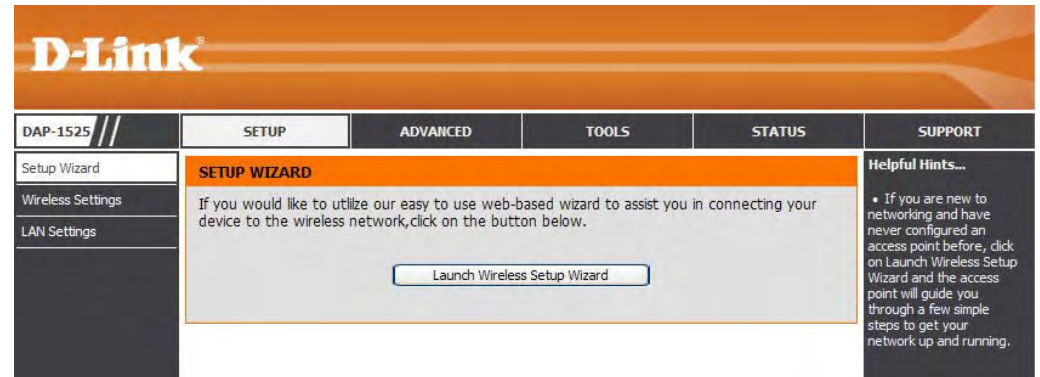 D-Link®
DAP-1525
SETUP
ADVANCED
TOOLS
STATUS
SUPPORT
Setup Wizard
Wireless Settings
LAN Settings
SETUP WIZARD
If you would like to utlilze our easy to use web-based wizard to assist you in connecting your
device to the wireless network,click on the button below.
Launch Wireless Setup Wizard
Helpful Hints...
• If you are new to
networking and have
never configured an
access point before, click
on Launch Wireless Setup
Wizard and the access
point will guide you
through a few simple
steps to get your
network up and running.